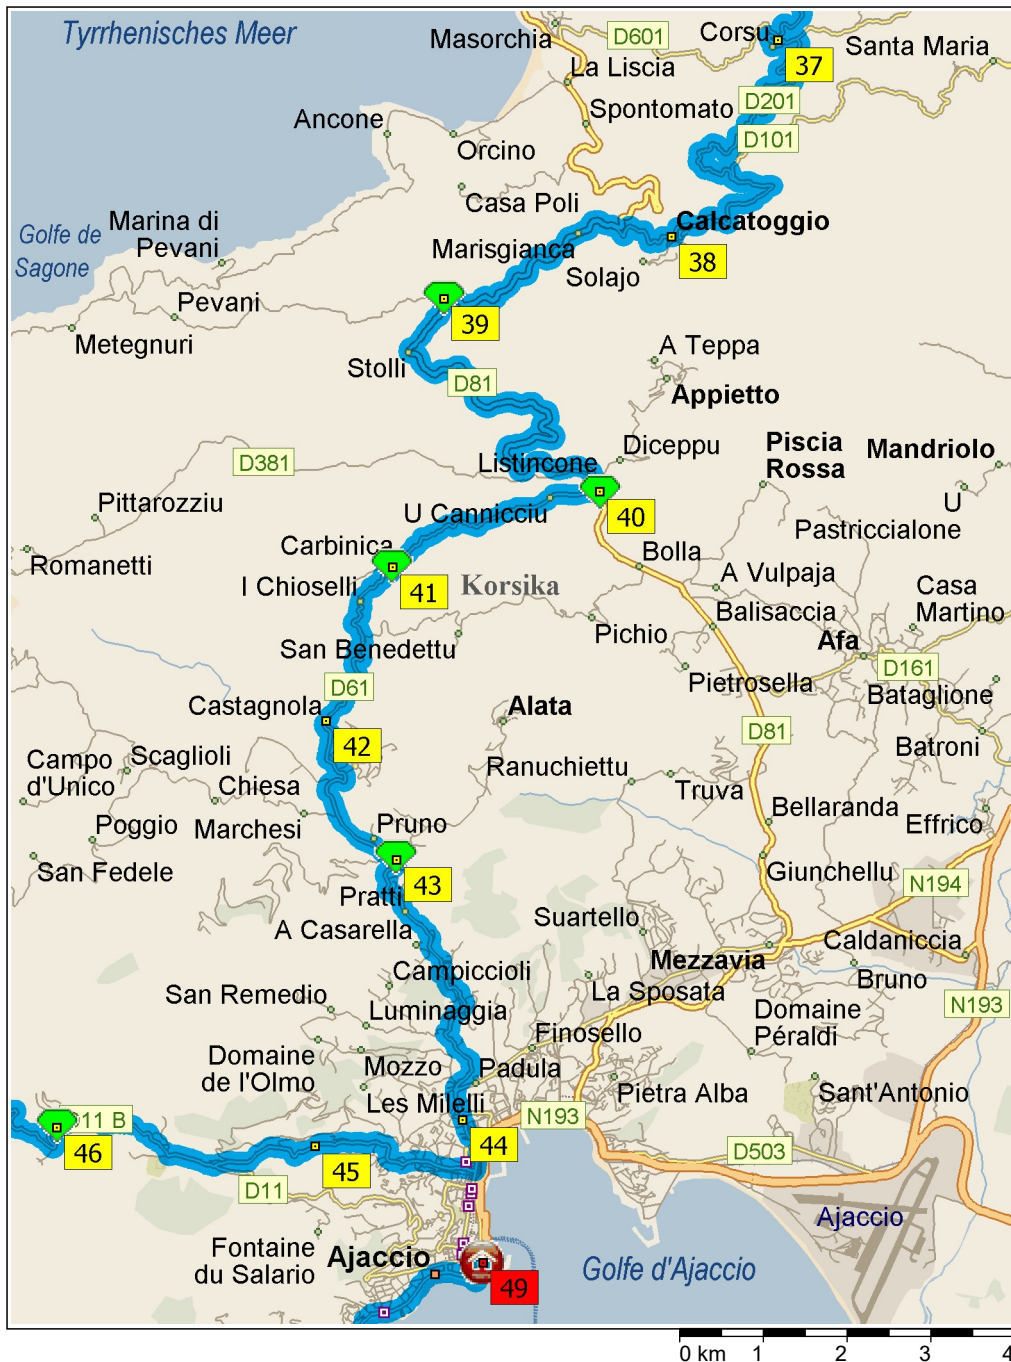 Tyrrhenisches Meer
Masorchia
D601
Corsu
37
Santa Maria
La Liscia
D201
Spontomato
Ancone
Orcino
D101
Casa Poli
Marina di
Pevani
Golfe de
Sagone
Marisgianca
Calcatoggio
38
Solajo
Pevani
39
Metegnuri
Stolli
A Teppa
D81
Appietto
Diceppu
Piscia
Rossa
Mandriolo
D381
Listincone
U
Pittarozziu
U Cannicciu
40
Pastriccialone
Carbinica
Bolla
Romanetti
I Chioselli
41
Korsika
A Vulpaja
Casa
Martino
Balisaccia
San Benedettu
Pichio
Afa
D161
Pietrosella
D61
Bataglione
Castagnola
Alata
42
D81
Batroni
Campo
d'Unico
Scaglioli
Ranuchiettu
Chiesa
Truva
Bellaranda
Marchesi
Poggio
Pruno
Effrico
San Fedele
43
Giunchellu
N194
Pratti
Suartello
A Casarella
Mezzavia
Caldaniccia
Campiccioli
Bruno
San Remedio
La Sposata
N193
Luminaggia
Domaine
Péraldi
Finosello
Domaine
de l'Olmo
Mozzo
Padula
Pietra Alba
Sant'Antonio
Les Milelli
N193
11 B
46
45
44
D503
D11
Ajaccio
Fontaine
du Salario
Ajaccio
Golfe d'Ajaccio
49
0 km 1 2 3 4